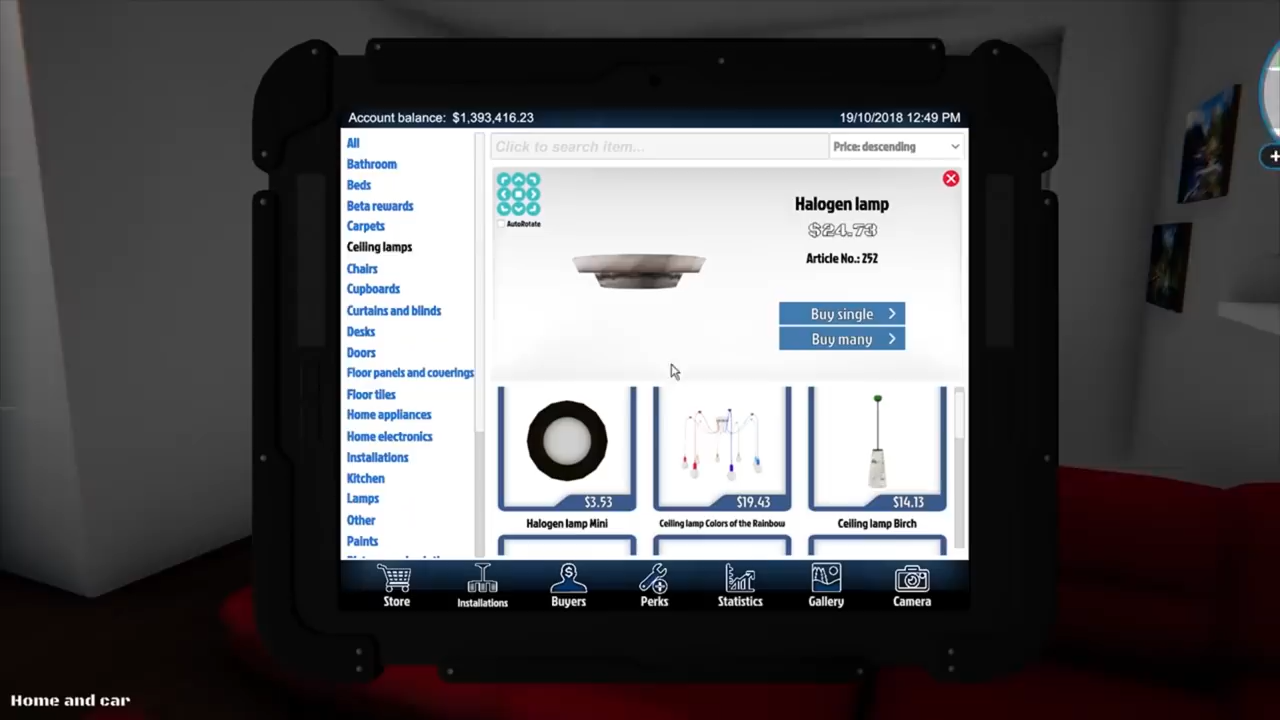 Account balance: $1,393,416.23
19/10/2018 12:49 PM
All
Bathroom
Beds
Beta rewards
Carpets
Ceiling lamps
Chairs
Cupboards
Curtains and blinds
Desks
Doors
Floor panels and coverings
Floor tiles
Home appliances
Home electronics
Installations
Kitchen
Lamps
Other
Paints
Click to search item...
Price: descending
AutoRotate
Halogen lamp
$24.73
Article No.: 252
Buy single
Buy many
$3.53
$19.43
$14.13
Halogen lamp Mini
Ceiling lamp Colors of the Rainbow
Ceiling lamp Birch
Store
Installations
Buyers
Perks
Statistics
Gallery
Camera
Home and car